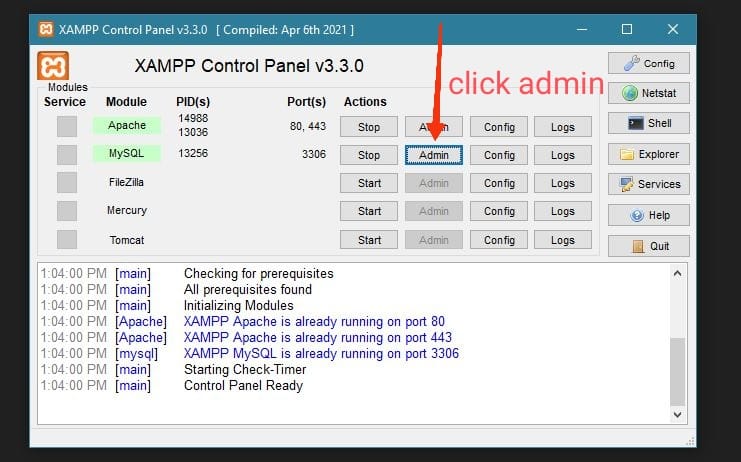 XAMPP Control Panel v3.3.0 [ Compiled: Apr 6th 2021 ]
XAMPP Control Panel v3.3.0
click admin
Modules
Service Module PID(s) Port(s) Actions
Apache 14988 13036 80, 443 Stop Admin Config Logs
MySQL 13256 3306 Stop Admin Config Logs
FileZilla Start Admin Config Logs
Mercury Start Admin Config Logs
Tomcat Start Admin Config Logs
Config
Netstat
Shell
Explorer
Services
Help
Quit
1:04:00 PM [main] Checking for prerequisites
1:04:00 PM [main] All prerequisites found
1:04:00 PM [main] Initializing Modules
1:04:00 PM [Apache] XAMPP Apache is already running on port 80
1:04:00 PM [Apache] XAMPP Apache is already running on port 443
1:04:00 PM [mysql] XAMPP MySQL is already running on port 3306
1:04:00 PM [main] Starting Check-Timer
1:04:00 PM [main] Control Panel Ready